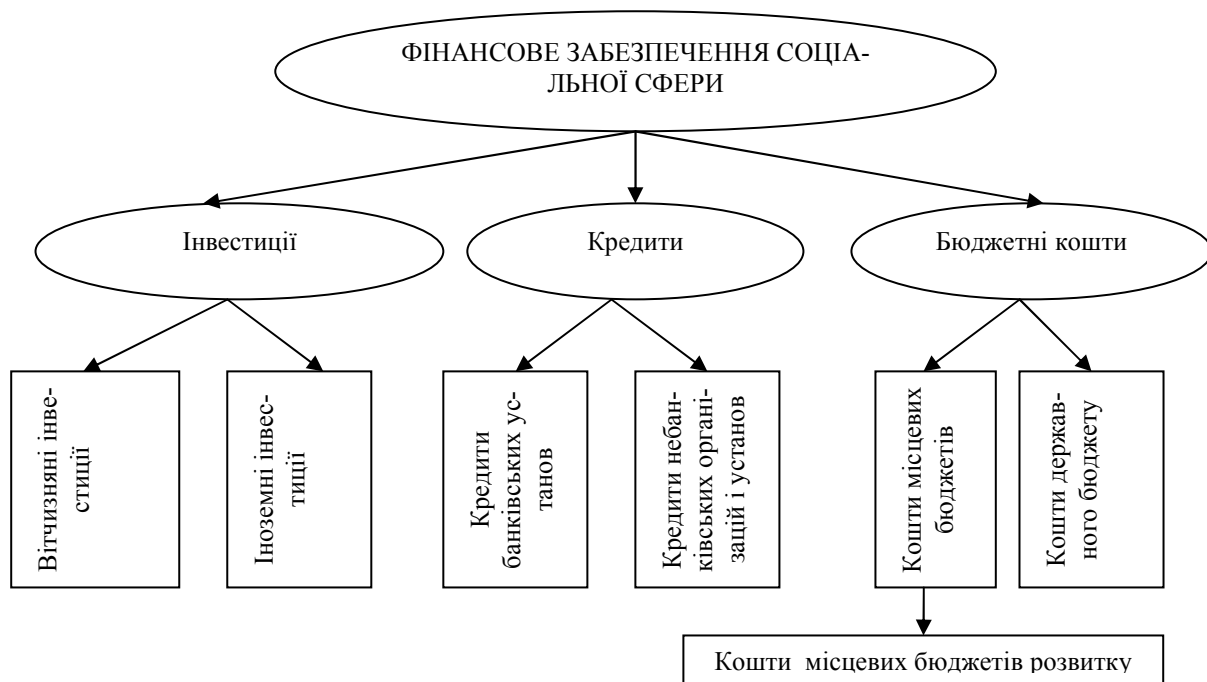 ФІНАНСОВЕ ЗАБЕЗПЕЧЕННЯ СОЦІА-
ЛЬНОЇ СФЕРИ
Інвестиції
Кредити
Бюджетні кошти
Вітчизняні інве-
стиції
Іноземні інвес-
тиції
Кредити
банківських ус-
танов
Кредити небан-
ківських органі-
зацій і установ
Кошти місцевих
бюджетів
Кошти держав-
ного бюджету
Кошти  місцевих бюджетів розвитку